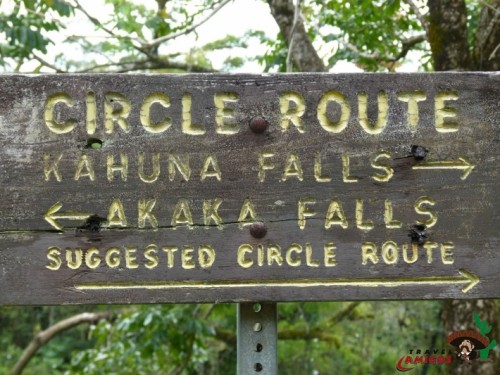 CIRCLE ROUTE
KAHUNA FALLS →
← AKAKA FALLS
SUGGESTED CIRCLE ROUTE
→